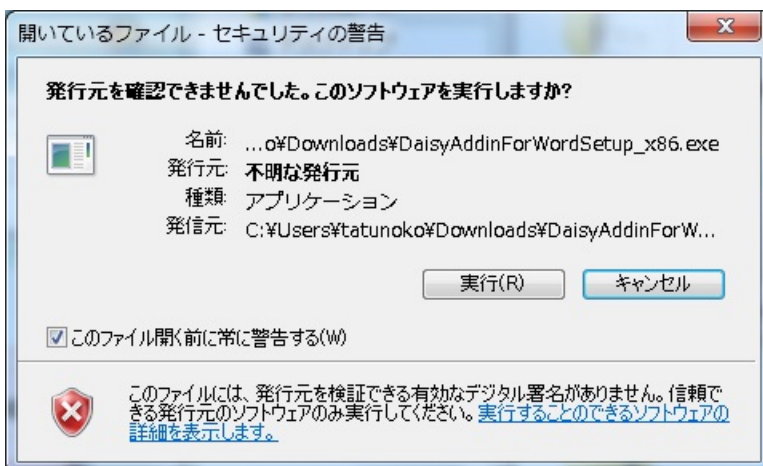 開いているファイル - セキュリティの警告
発行元を確認できませんでした。このソフトウェアを実行しますか?
名前: ...o¥Downloads¥DaisyAddinForWordSetup_x86.exe
発行元: 不明な発行元
種類: アプリケーション
発信元: C:¥Users¥tatunoko¥Downloads¥DaisyAddinForW...
実行(R) キャンセル
このファイル開く前に常に警告する(W)
このファイルには、発行元を検証できる有効なデジタル署名がありません。信頼で
きる発行元のソフトウェアのみ実行してください。実行することのできるソフトウェアの
詳細を表示します。